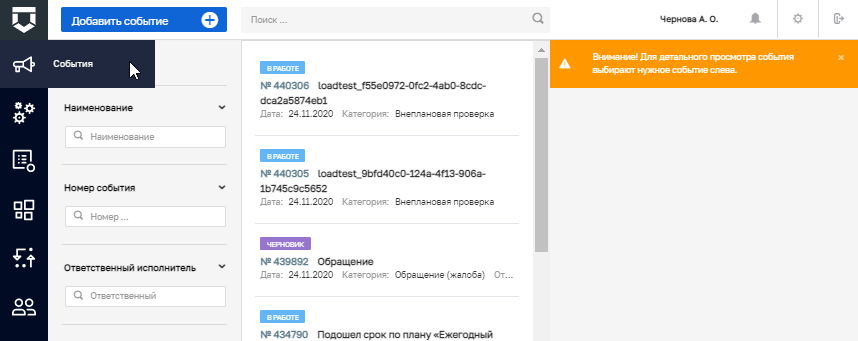 Добавить событие
Поиск ...
Чернова А. О.
События
Наименование
Наименование
Номер события
Номер ...
Ответственный исполнитель
Ответственный
В РАБОТЕ
№ 440306 loadtest_f55e0972-0fc2-4ab0-8cdc-
dca2a5874eb1
Дата: 24.11.2020 Категория: Внеплановая проверка
В РАБОТЕ
№ 440305 loadtest_9bfd40c0-124a-4f13-906a-
1b745c9c5652
Дата: 24.11.2020 Категория: Внеплановая проверка
ЧЕРНОВИК
№ 439892 Обращение
Дата: 24.11.2020 Категория: Обращение (жалоба) От...
В РАБОТЕ
№ 434790 Подошел срок по плану «Ежегодный
Внимание! Для детального просмотра события
выбирают нужное событие слева.